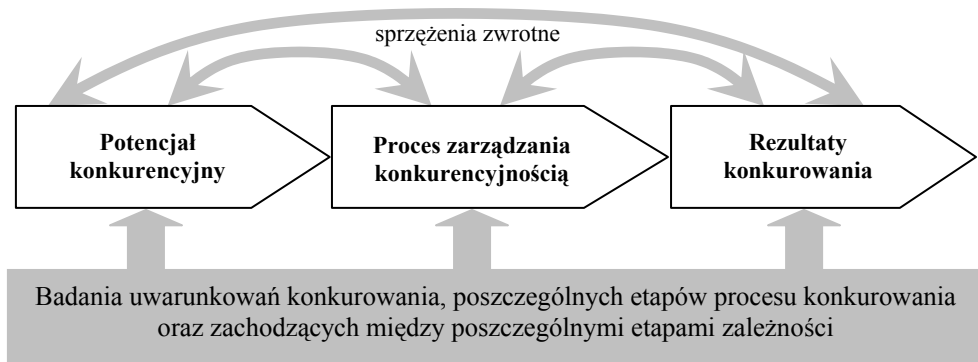 sprzężenia zwrotne
Potencjał
konkurencyjny
Proces zarządzania
konkurencyjnością
Rezultaty
konkurowania
Badania uwarunkowań konkurowania, poszczególnych etapów procesu konkurowania
oraz zachodzących między poszczególnymi etapami zależności